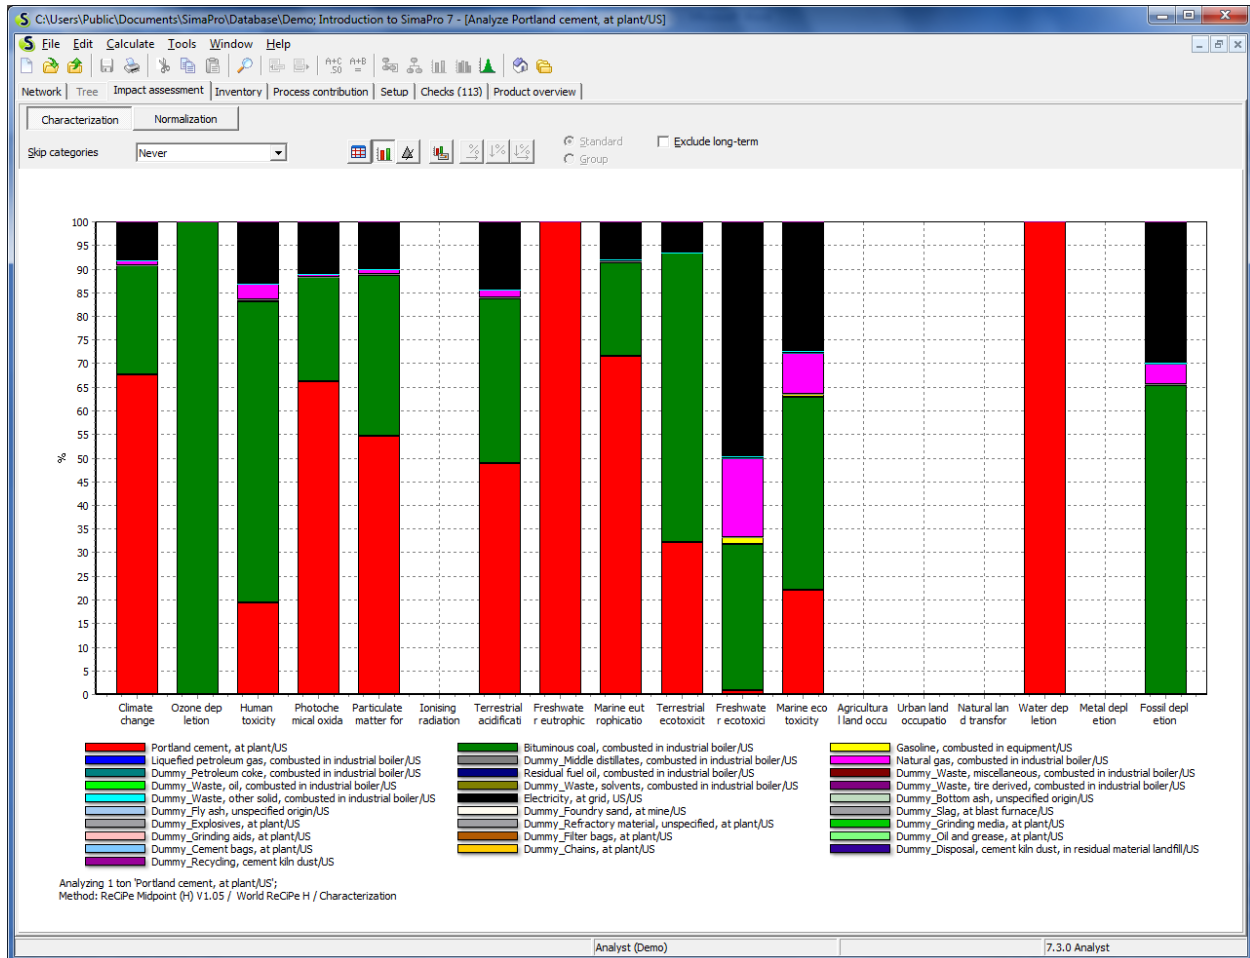 C:\Users\Public\Documents\SimaPro\Database\Demo; Introduction to SimaPro 7 - [Analyze Portland cement, at plant/US]
File Edit Calculate Tools Window Help
A+C .50 A+B =
Network Tree Impact assessment Inventory Process contribution Setup Checks (113) Product overview
Characterization Normalization
Skip categories Never Standard Exclude long-term
Group
100
95
90
85
80
75
70
65
60
55
50
45
40
35
30
25
20
15
10
5
0
%
Climate change
Ozone dep letion
Human toxicity
Photoche mical oxida
Particulate matter for
Ionising radiation
Terrestrial acidificati
Freshwate r eutrophic
Marine eut rophicatio
Terrestrial ecotoxicit
Freshwate r ecotoxici
Marine eco toxicity
Agricultura l land occu
Urban land occupatio
Natural lan d transfor
Water dep letion
Metal depl etion
Fossil depl etion
Portland cement, at plant/US Bituminous coal, combusted in industrial boiler/US Gasoline, combusted in equipment/US
Liquefied petroleum gas, combusted in industrial boiler/US Dummy_Middle distillates, combusted in industrial boiler/US Natural gas, combusted in industrial boiler/US
Dummy_Petroleum coke, combusted in industrial boiler/US Residual fuel oil, combusted in industrial boiler/US Dummy_Waste, miscellaneous, combusted in industrial boiler/US
Dummy_Waste, oil, combusted in industrial boiler/US Dummy_Waste, solvents, combusted in industrial boiler/US Dummy_Waste, tire derived, combusted in industrial boiler/US
Dummy_Waste, other solid, combusted in industrial boiler/US Electricity, at grid, US/US Dummy_Bottom ash, unspecified origin/US
Dummy_Fly ash, unspecified origin/US Dummy_Foundry sand, at mine/US Dummy_Slag, at blast furnace/US
Dummy_Explosives, at plant/US Dummy_Refractory material, unspecified, at plant/US Dummy_Grinding media, at plant/US
Dummy_Grinding aids, at plant/US Dummy_Filter bags, at plant/US Dummy_Oil and grease, at plant/US
Dummy_Cement bags, at plant/US Dummy_Chains, at plant/US Dummy_Disposal, cement kiln dust, in residual material landfill/US
Dummy_Recycling, cement kiln dust/US
Analyzing 1 ton 'Portland cement, at plant/US';
Method: ReCiPe Midpoint (H) V1.05 / World ReCiPe H / Characterization
Analyst (Demo) 7.3.0 Analyst